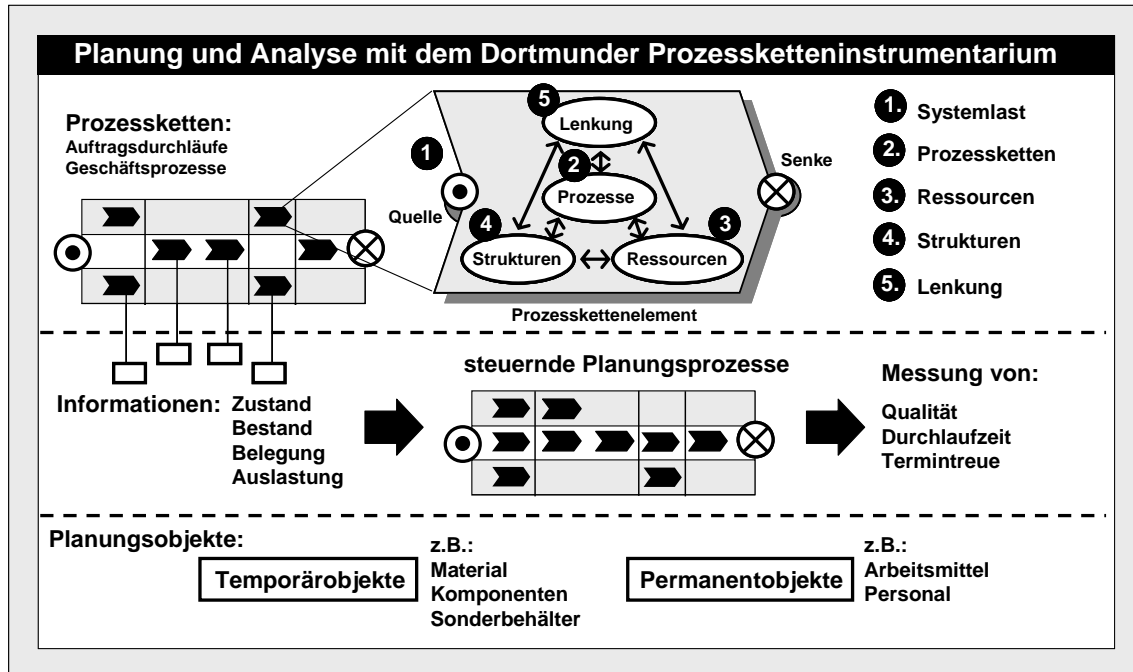 Planung und Analyse mit dem Dortmunder Prozessketteninstrumentarium
Prozessketten:
Auftragsdurchläufe
Geschäftsprozesse
1
Quelle
5
Lenkung
2
Prozesse
4
Strukturen
3
Ressourcen
Senke
Prozesskettenelement
1. Systemlast
2. Prozessketten
3. Ressourcen
4. Strukturen
5. Lenkung
Informationen:
Zustand
Bestand
Belegung
Auslastung
steuernde Planungsprozesse
Messung von:
Qualität
Durchlaufzeit
Termintreue
Planungsobjekte:
Temporärobjekte
z.B.:
Material
Komponenten
Sonderbehälter
Permanentobjekte
z.B.:
Arbeitsmittel
Personal